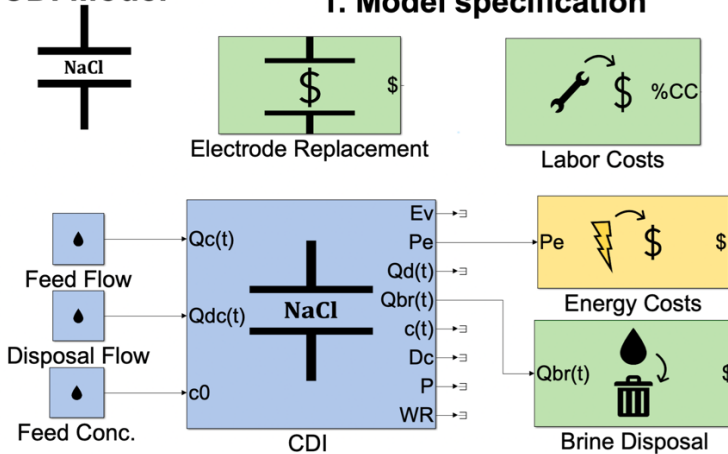 1. Model specification
NaCl
$
$
Electrode Replacement
$
%CC
Labor Costs
Feed Flow
Disposal Flow
Feed Conc.
Qc(t)
Qdc(t)
c0
NaCl
Ev
Pe
Qd(t)
Qbr(t)
c(t)
Dc
P
WR
CDI
Pe
$
$
Energy Costs
Qbr(t)
$
Brine Disposal